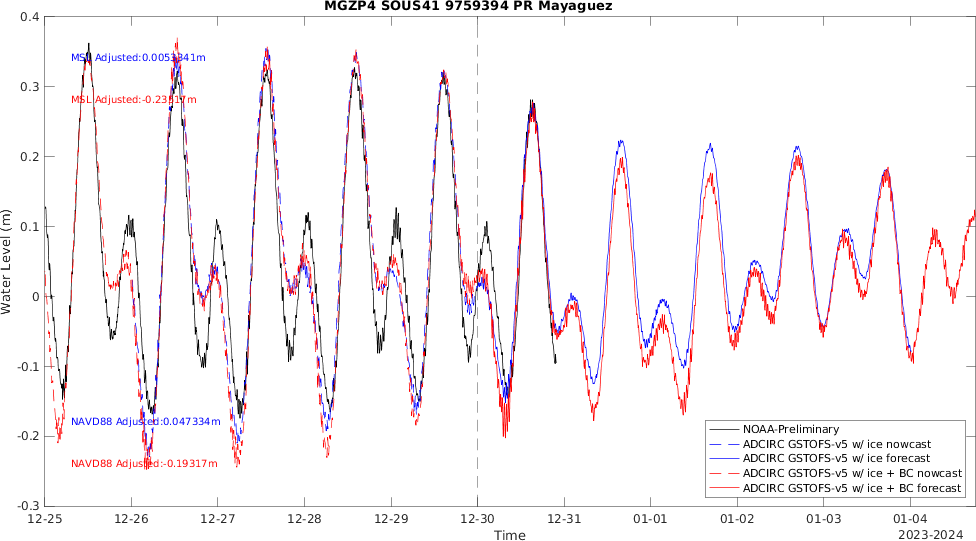 MGZP4 SOUS41 9759394 PR Mayaguez
0.4
0.3
0.2
0.1
0
-0.1
-0.2
-0.3
Water Level (m)
MSL Adjusted:0.0053341m
MSL Adjusted:-0.23517m
NAVD88 Adjusted:0.047334m
NAVD88 Adjusted:-0.19317m
NOAA-Preliminary
ADCIRC GSTOFS-v5 w/ ice nowcast
ADCIRC GSTOFS-v5 w/ ice forecast
ADCIRC GSTOFS-v5 w/ ice + BC nowcast
ADCIRC GSTOFS-v5 w/ ice + BC forecast
12-25 12-26 12-27 12-28 12-29 12-30 12-31 01-01 01-02 01-03 01-04
Time
2023-2024